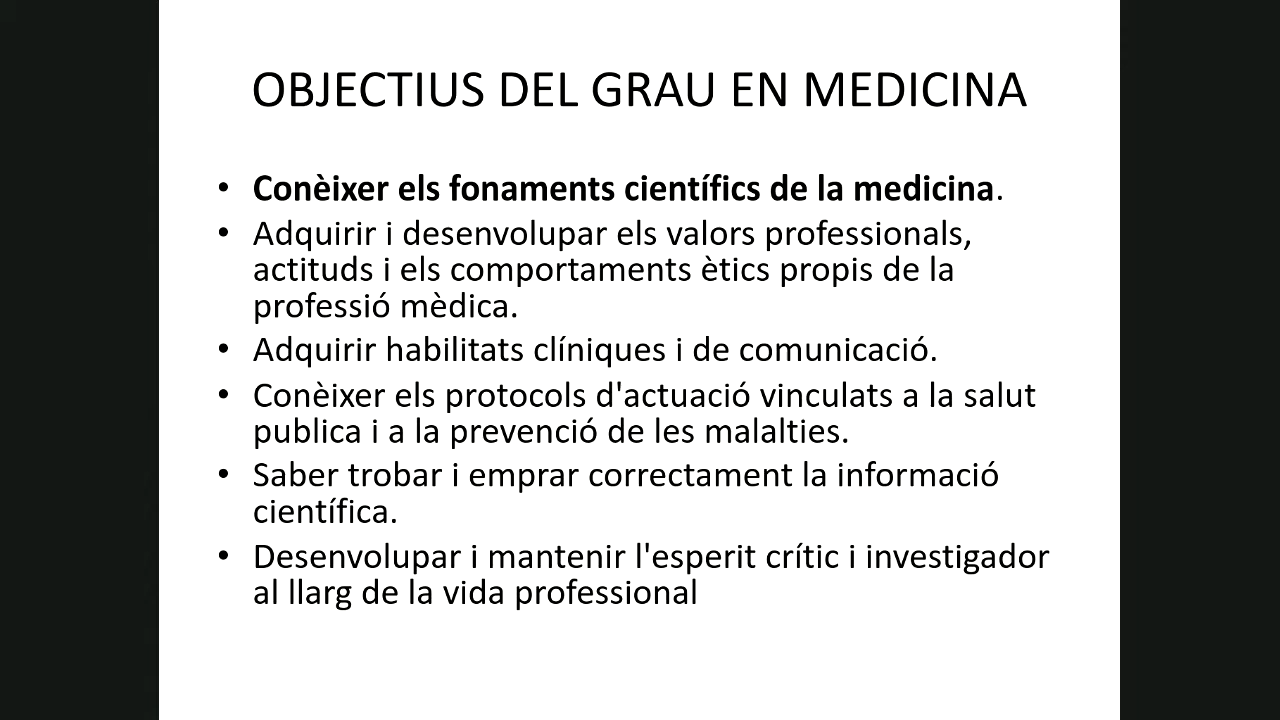 OBJECTIUS DEL GRAU EN MEDICINA
• Conèixer els fonaments científics de la medicina.
• Adquirir i desenvolupar els valors professionals,
actituds i els comportaments ètics propis de la
professió mèdica.
• Adquirir habilitats clíniques i de comunicació.
• Conèixer els protocols d'actuació vinculats a la salut
publica i a la prevenció de les malalties.
• Saber trobar i emprar correctament la informació
científica.
• Desenvolupar i mantenir l'esperit crític i investigador
al llarg de la vida professional